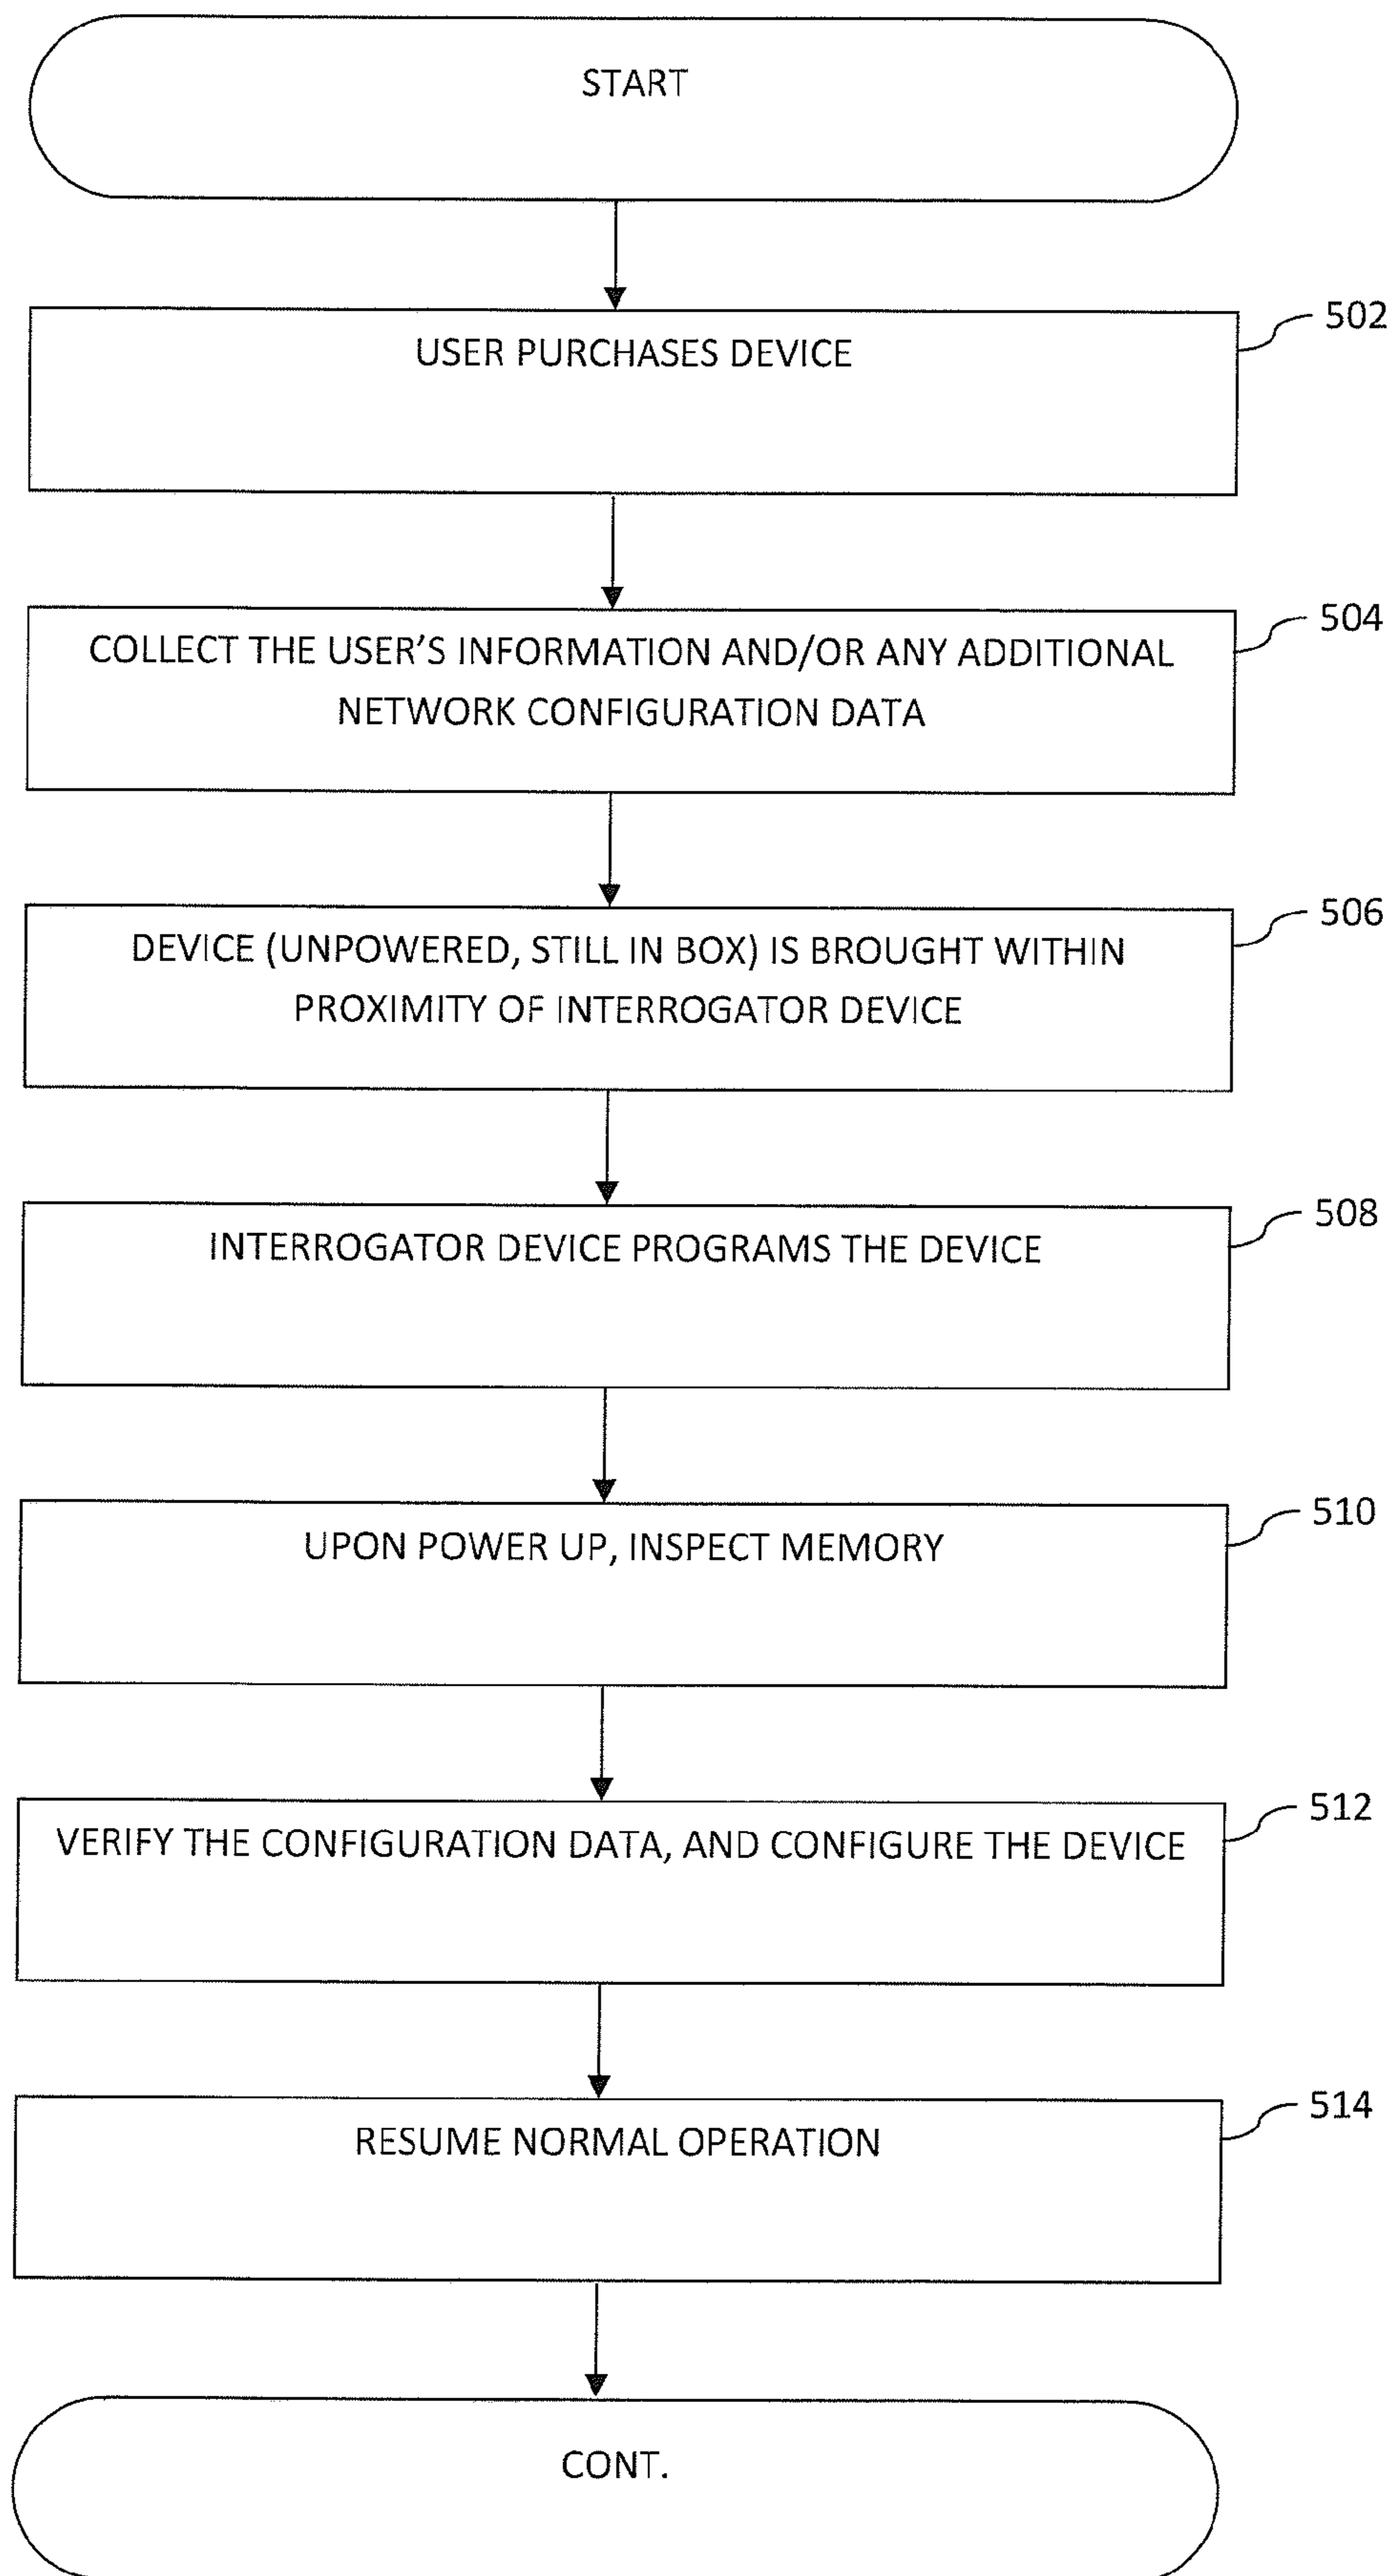 START
USER PURCHASES DEVICE
502
COLLECT THE USER'S INFORMATION AND/OR ANY ADDITIONAL
NETWORK CONFIGURATION DATA
504
DEVICE (UNPOWERED, STILL IN BOX) IS BROUGHT WITHIN
PROXIMITY OF INTERROGATOR DEVICE
506
INTERROGATOR DEVICE PROGRAMS THE DEVICE
508
UPON POWER UP, INSPECT MEMORY
510
VERIFY THE CONFIGURATION DATA, AND CONFIGURE THE DEVICE
512
RESUME NORMAL OPERATION
514
CONT.